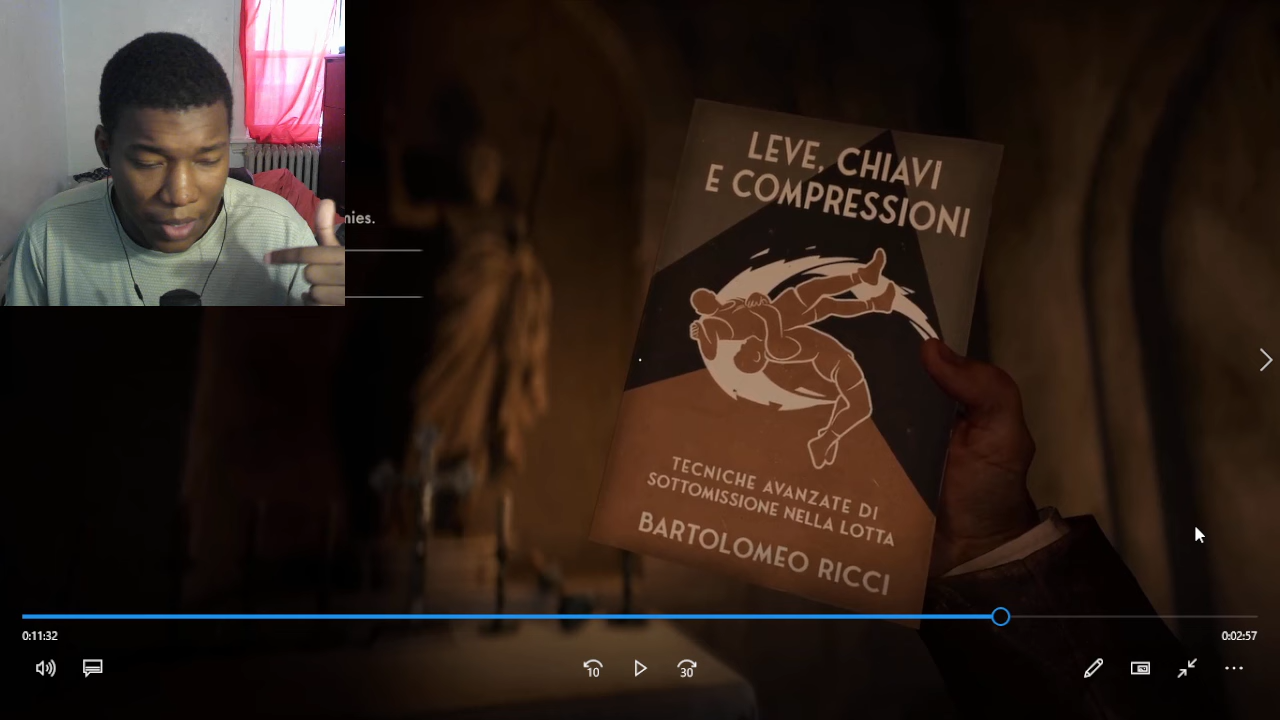 nies.
LEVE, CHIAVI
E COMPRESSIONI
TECNICHE AVANZATE DI
SOTTOMISSIONE NELLA LOTTA
BARTOLOMEO RICCI
0:11:32
0:02:57
10
30